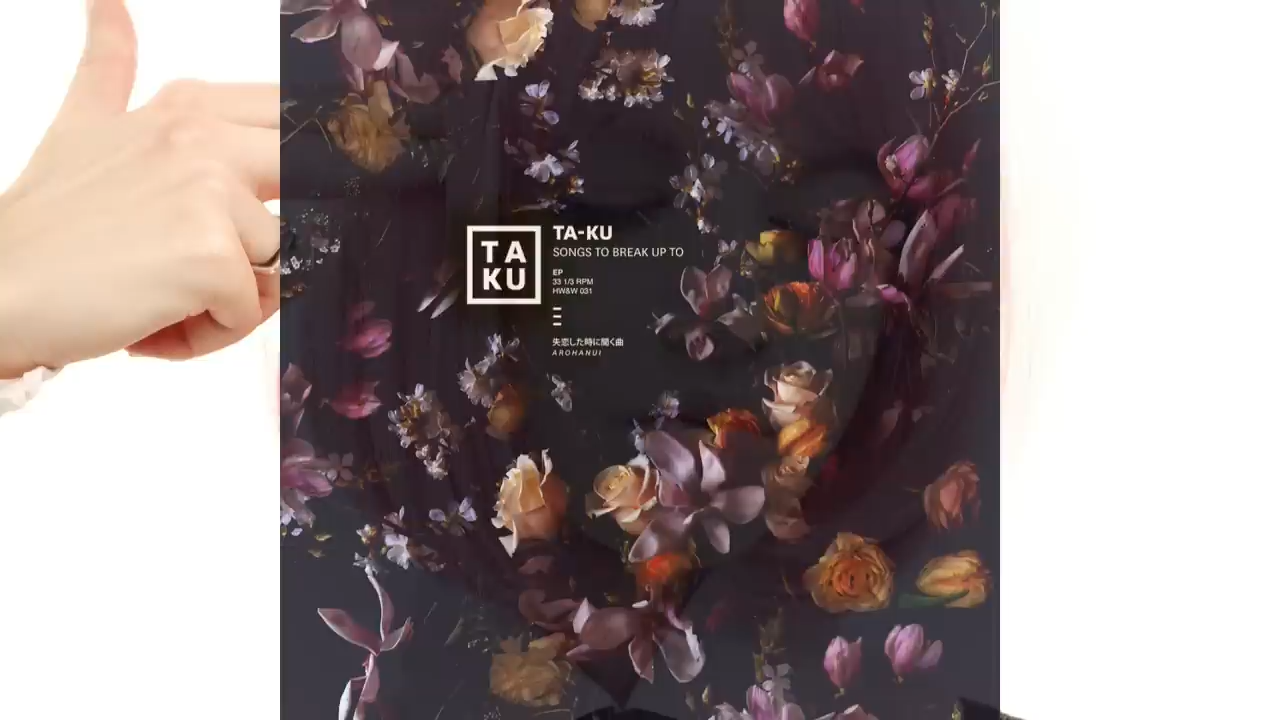 TA
KU
TA-KU
SONGS TO BREAK UP TO
EP
33 1/3 RPM
HW&W 031
失恋した時に聞く曲
AROHANUI